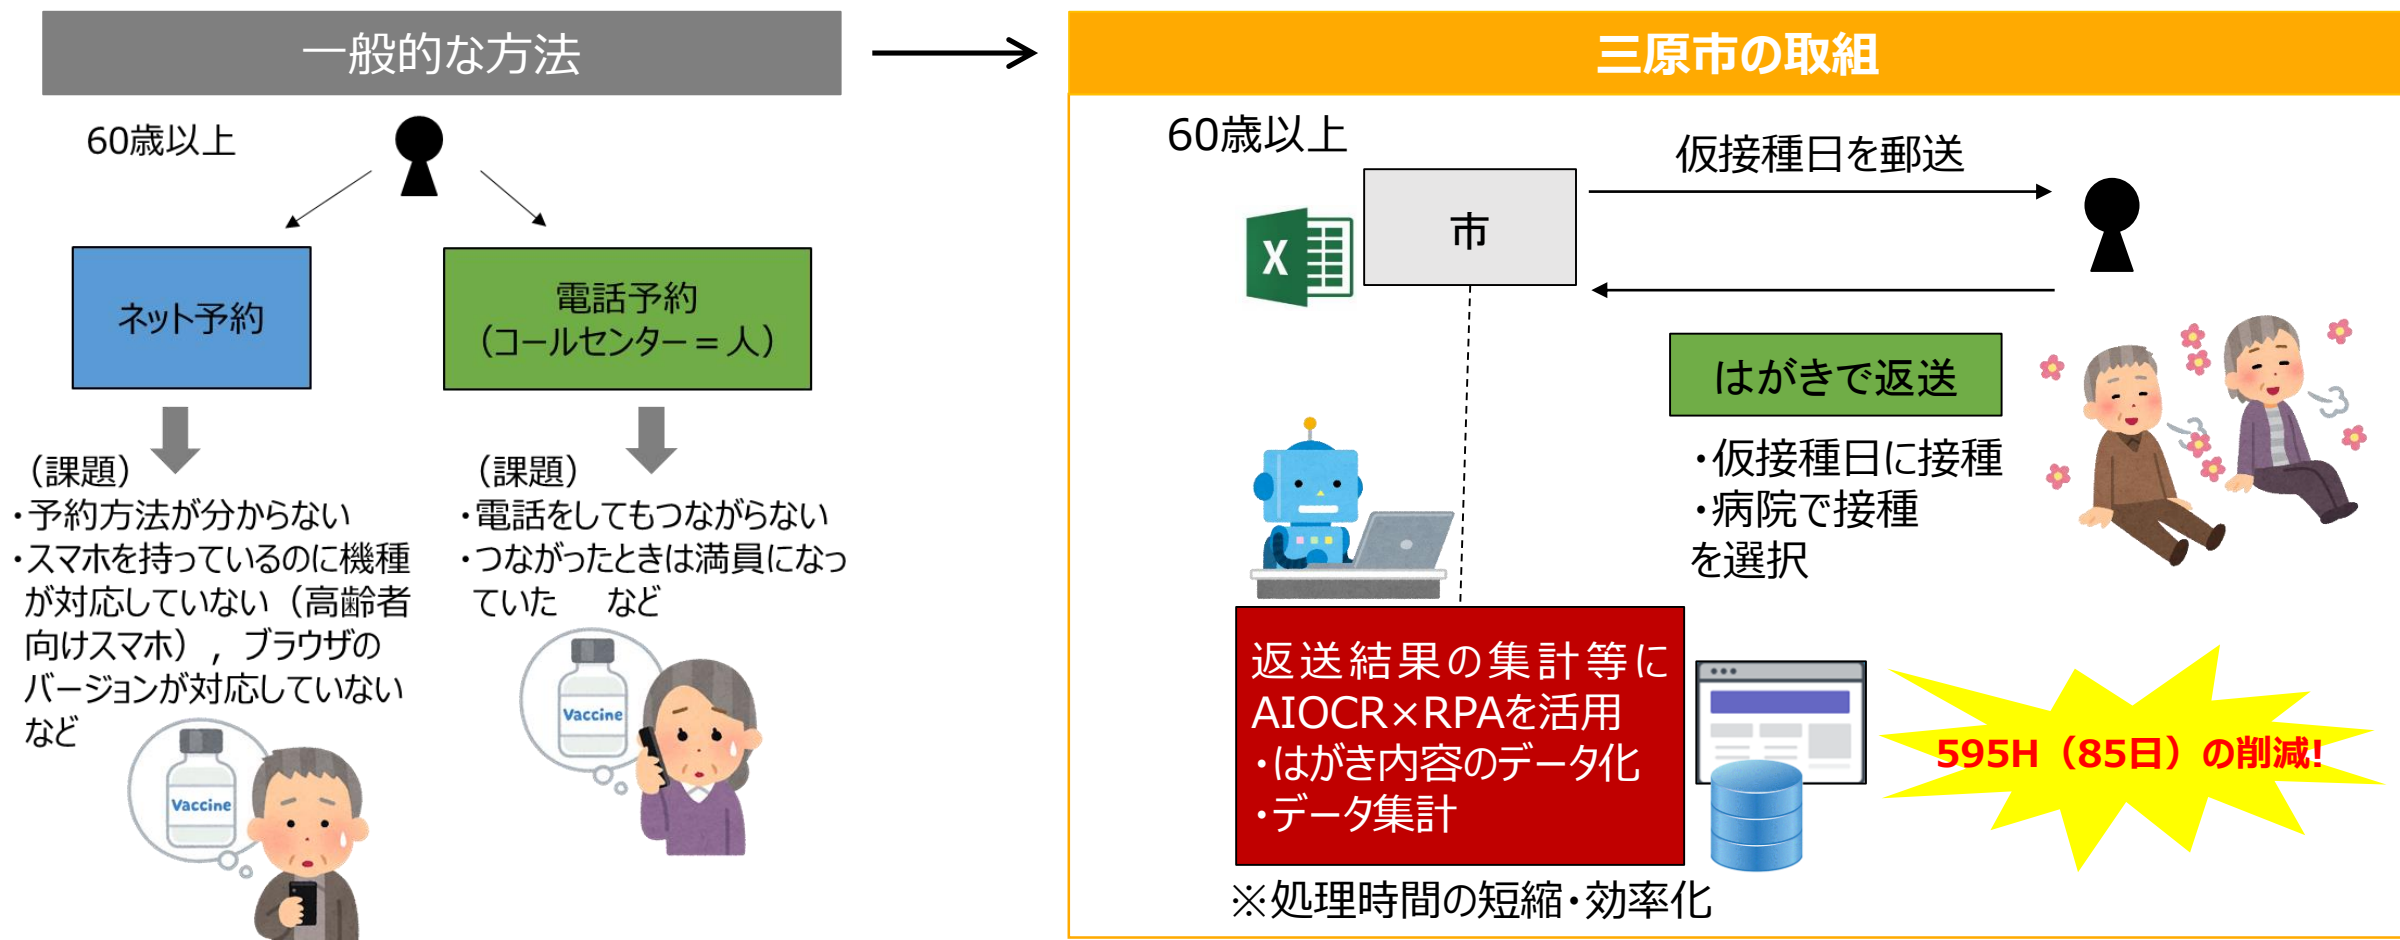 一般的な方法
60歳以上
ネット予約
電話予約
（コールセンター＝人）
（課題）
・予約方法が分からない
・スマホを持っているのに機種
が対応していない（高齢者
向けスマホ），ブラウザの
バージョンが対応していない
など
（課題）
・電話をしてもつながらない
・つながったときは満員になっ
ていた　など
Vaccine
Vaccine
三原市の取組
60歳以上
X
市
仮接種日を郵送
はがきで返送
・仮接種日に接種
・病院で接種
を選択
返送結果の集計等に
AIOCR×RPAを活用
・はがき内容のデータ化
・データ集計
595H（85日）の削減!
※処理時間の短縮・効率化